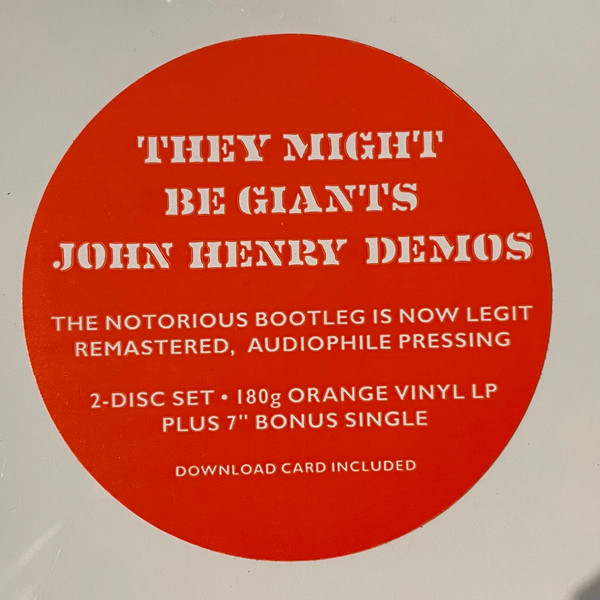 THEY MIGHT
BE GIANTS
JOHN HENRY DEMOS
THE NOTORIOUS BOOTLEG IS NOW LEGIT
REMASTERED, AUDIOPHILE PRESSING
2-DISC SET • 180g ORANGE VINYL LP
PLUS 7" BONUS SINGLE
DOWNLOAD CARD INCLUDED